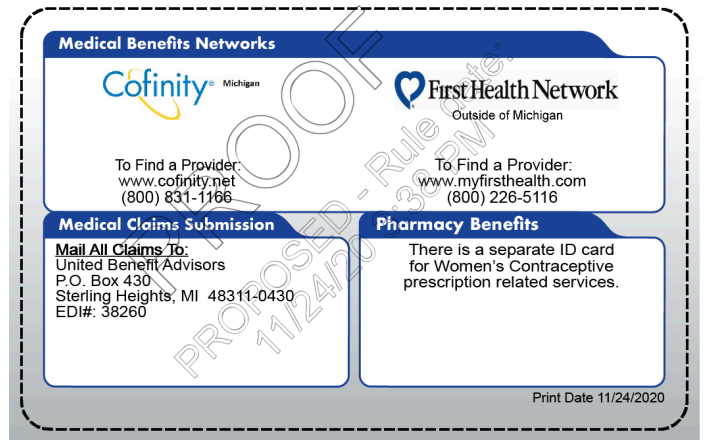 Medical Benefits Networks
Cofinity® Michigan
To Find a Provider:
www.cofinity.net
(800) 831-1166
First Health Network
Outside of Michigan
To Find a Provider:
www.myfirsthealth.com
(800) 226-5116
Medical Claims Submission
Mail All Claims To:
United Benefit Advisors
P.O. Box 430
Sterling Heights, MI 48311-0430
EDI#: 38260
Pharmacy Benefits
There is a separate ID card
for Women's Contraceptive
prescription related services.
Print Date 11/24/2020
PROOF
PROPOSED - Rule date:
11/24/20 3:38 PM